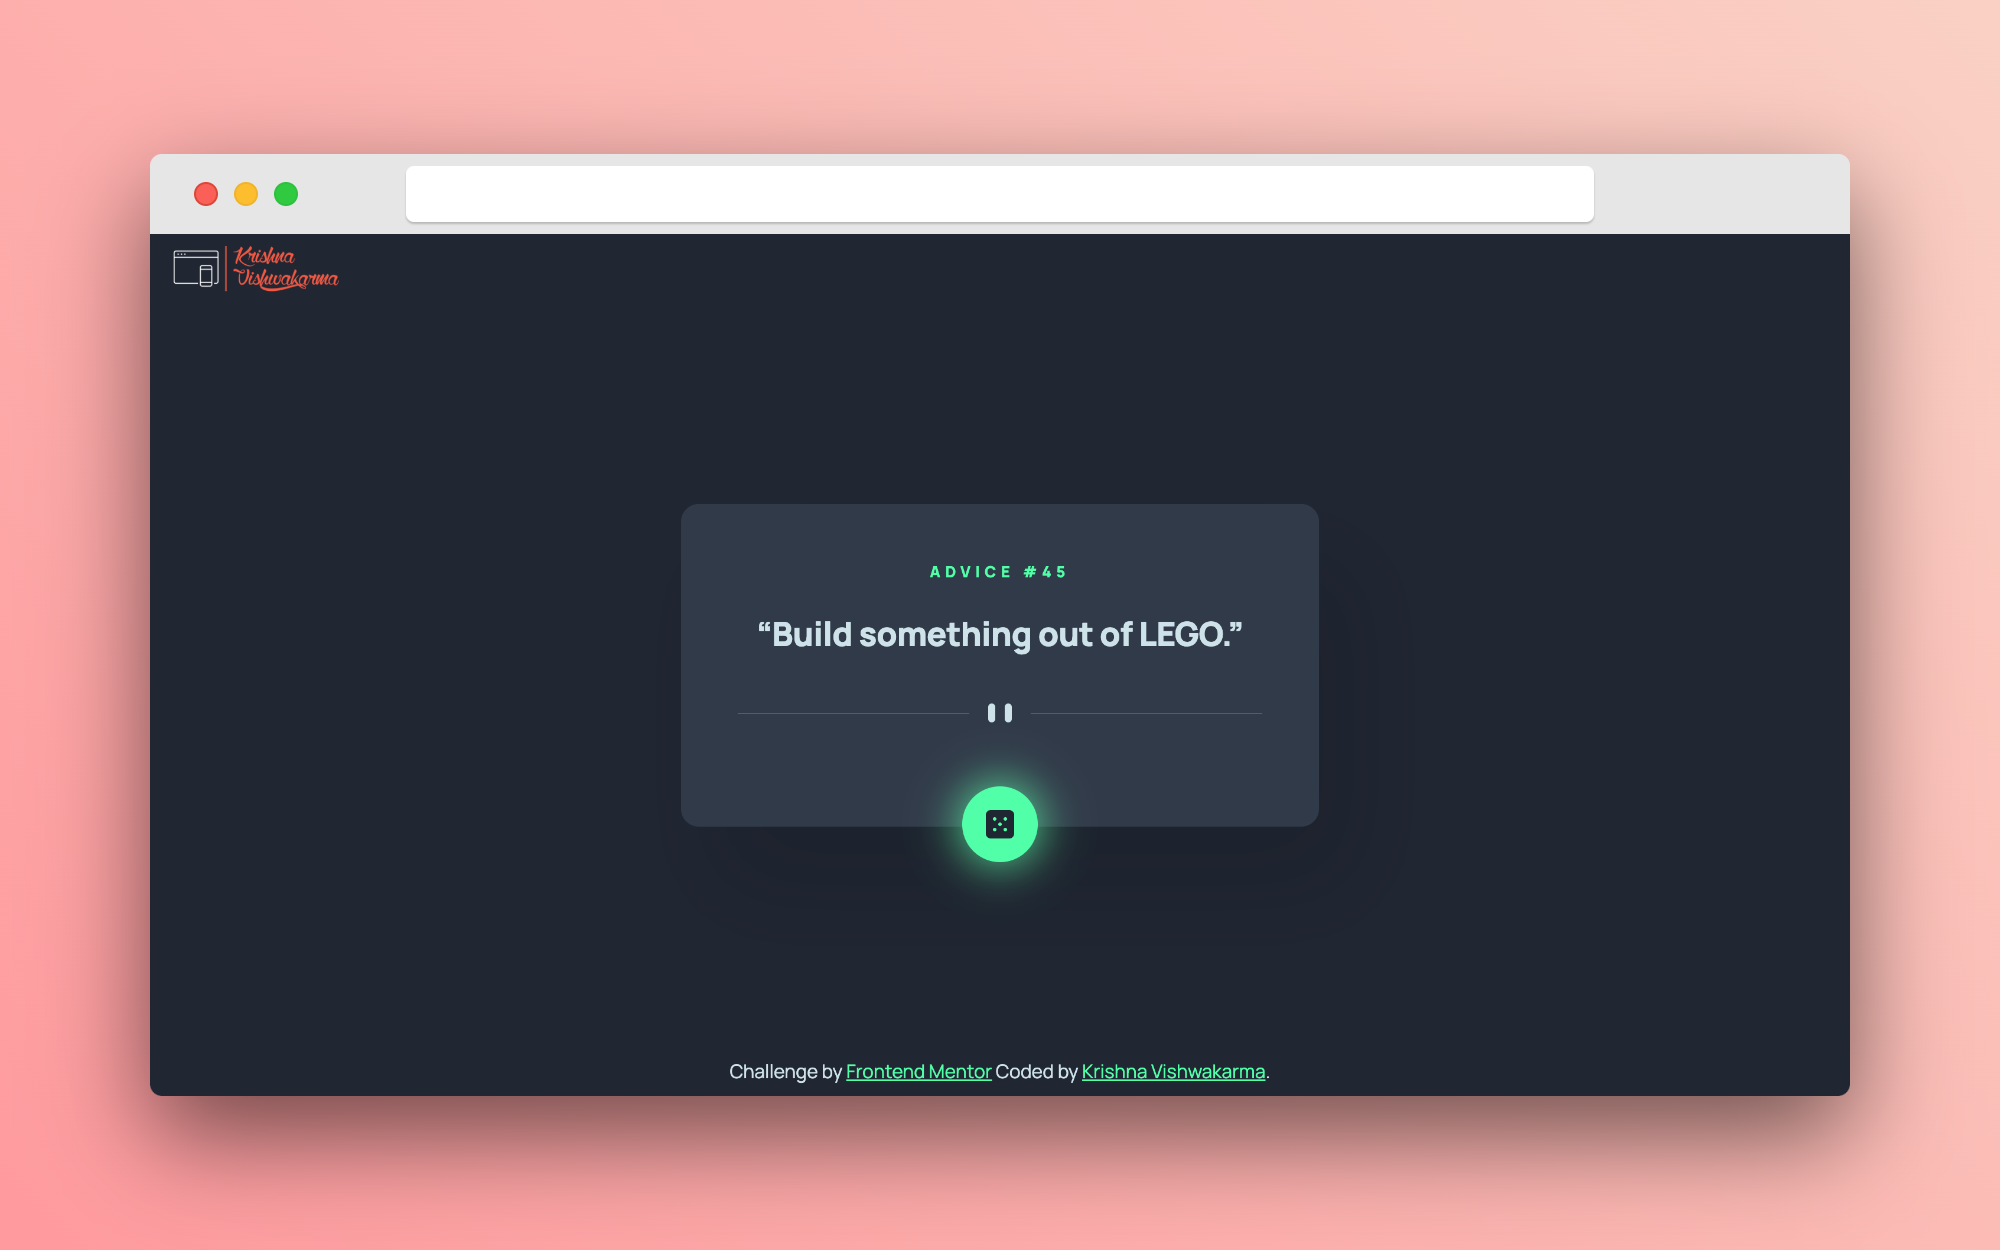 Krishna
Vishwakarma
ADVICE #45
“Build something out of LEGO.”
Challenge by Frontend Mentor Coded by Krishna Vishwakarma.